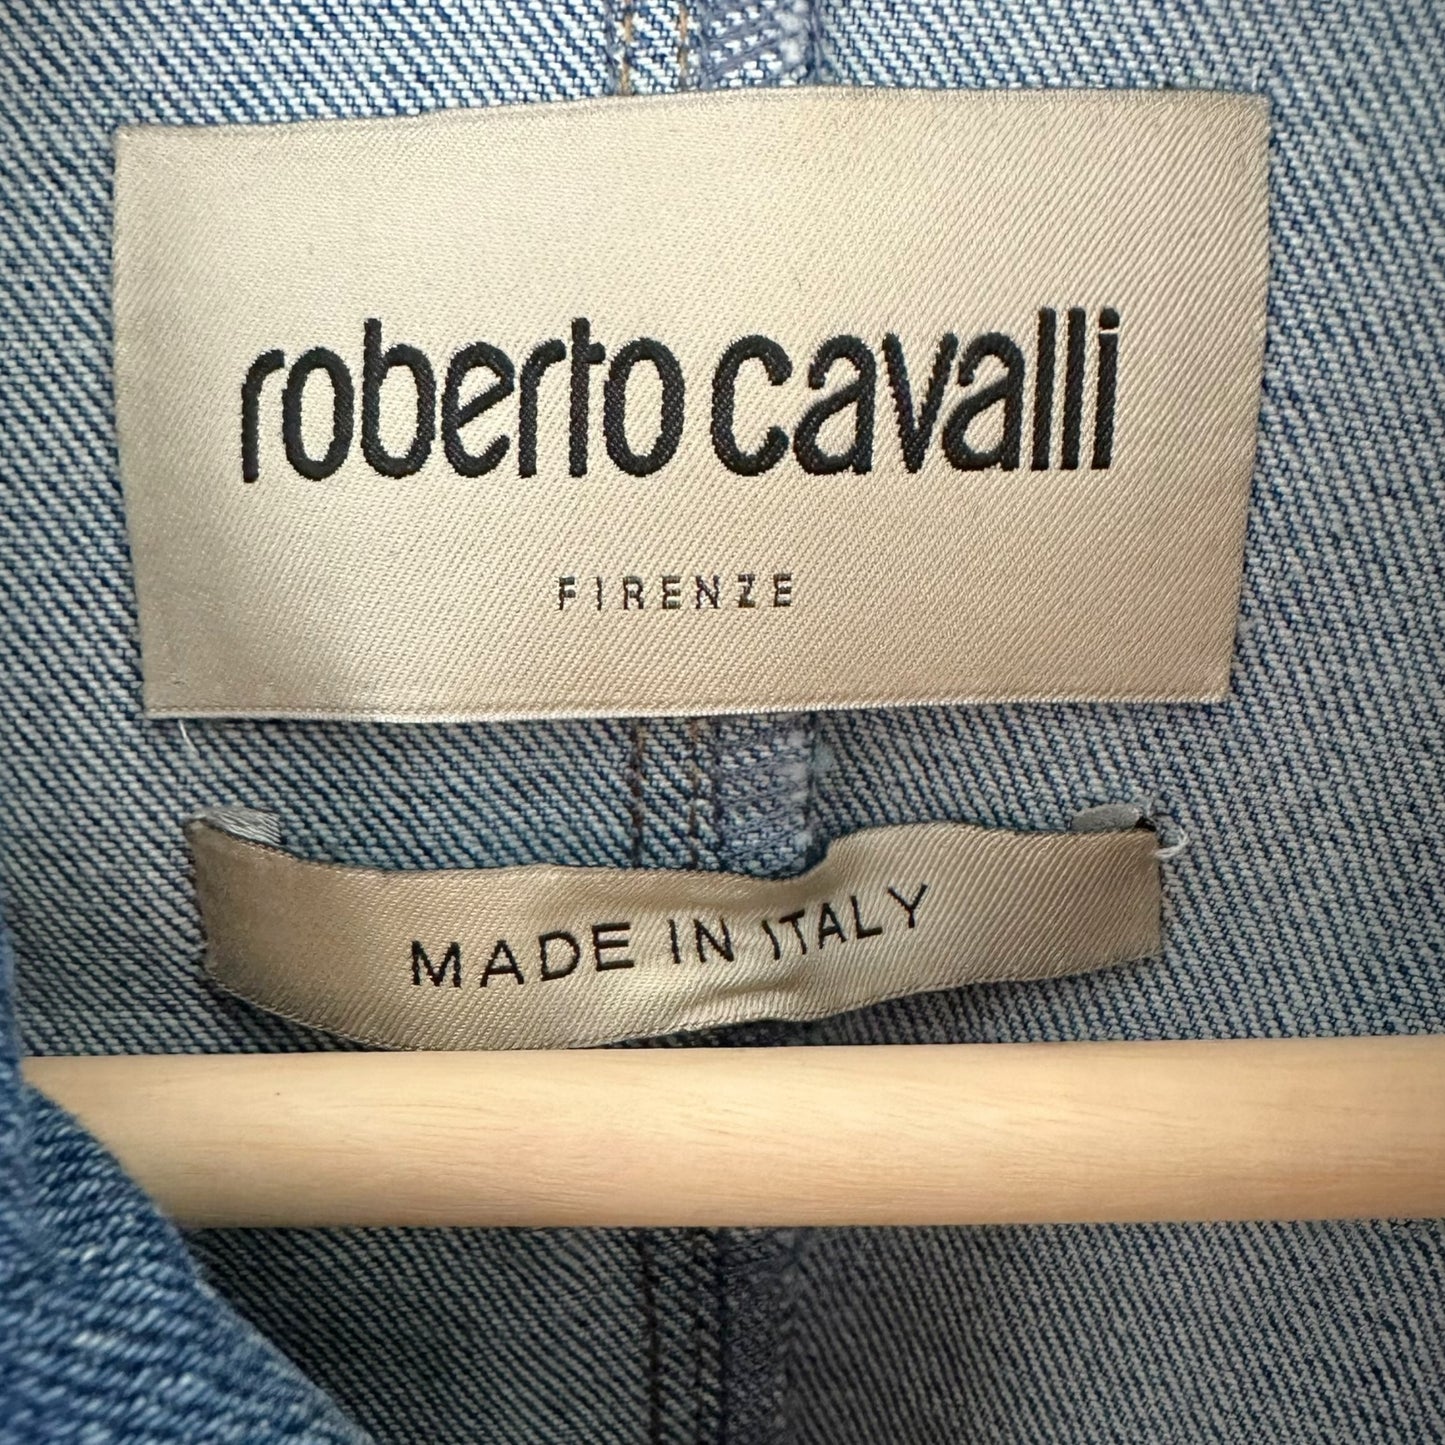 roberto cavalli
FIRENZE
MADE IN ITALY